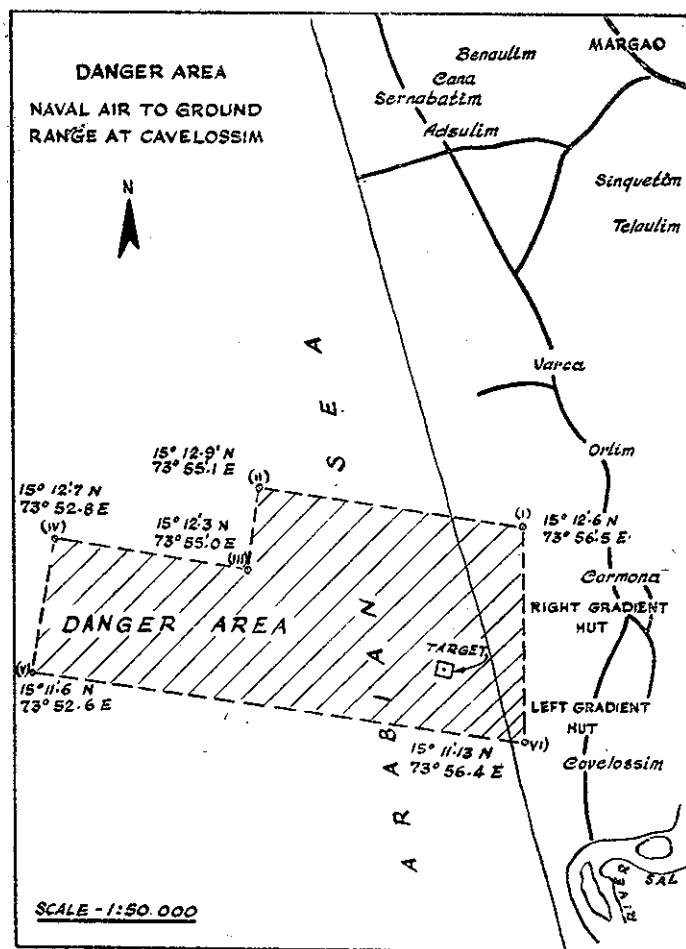 DANGER AREA
NAVAL AIR TO GROUND
RANGE AT CAVELOSSIM
N
Benaulim
Cana
Sernabatim
Adsulim
MARGAO
Sinquetim
Telaulim
Varca
Orlim
Carmona
RIGHT GRADIENT
HUT
LEFT GRADIENT
HUT
Cavelossim
RIVER
SAL
ARABIAN SEA
15° 12.9' N
73° 55.1 E
(II)
15° 12.7 N
73° 52.8 E
(IV)
15° 12.3 N
73° 55.0 E
(III)
(I)
15° 12.6 N
73° 56.5 E
DANGER AREA
TARGET
(V)
15° 11.6 N
73° 52.6 E
15° 11.13 N
73° 56.4 E
VI)
SCALE - 1:50.000